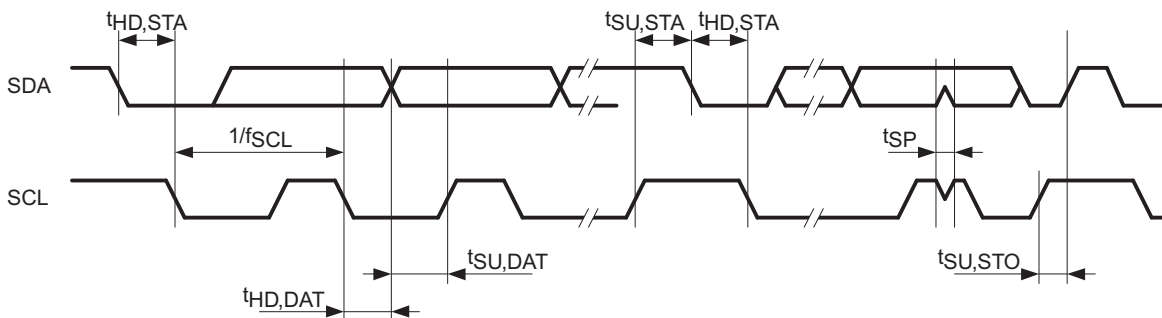 tHD,STA tSU,STA tHD,STA
SDA
1/fSCL tSP
SCL
tSU,DAT tSU,STO
tHD,DAT